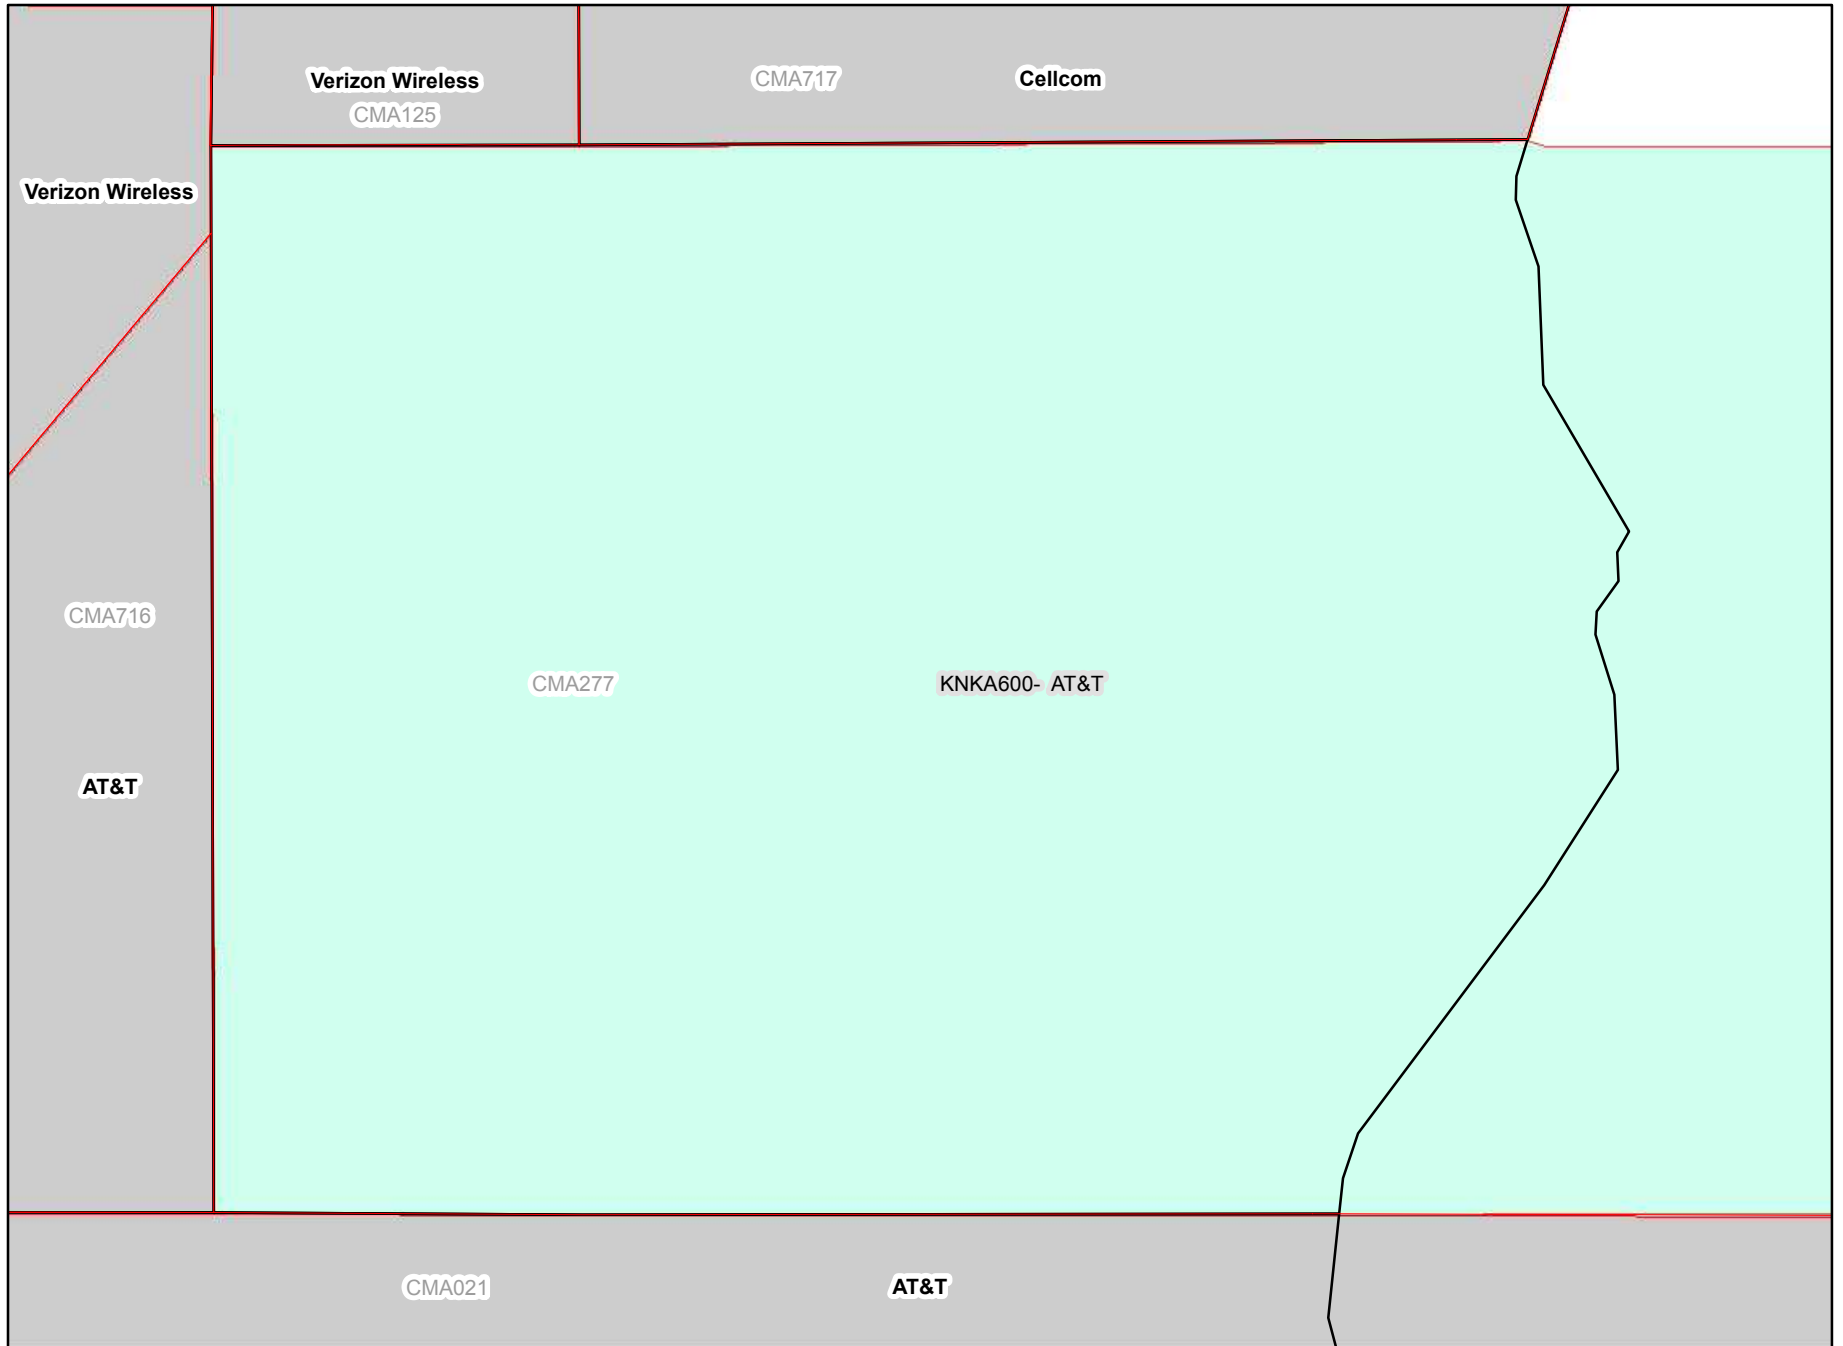 Verizon Wireless
CMA125
CMA717
Cellcom
Verizon Wireless
CMA716
CMA277
KNKA600- AT&T
AT&T
CMA021
AT&T